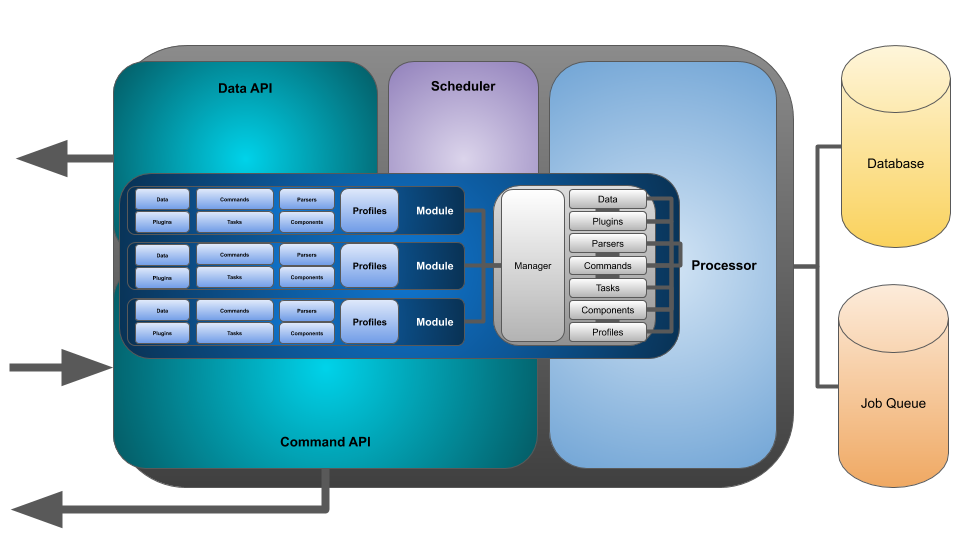 Data API
Scheduler
Database
Data
Commands
Parsers
Plugins
Tasks
Components
Profiles
Module
Data
Commands
Parsers
Plugins
Tasks
Components
Profiles
Module
Data
Commands
Parsers
Plugins
Tasks
Components
Profiles
Module
Manager
Data
Plugins
Parsers
Commands
Tasks
Components
Profiles
Processor
Job Queue
Command API